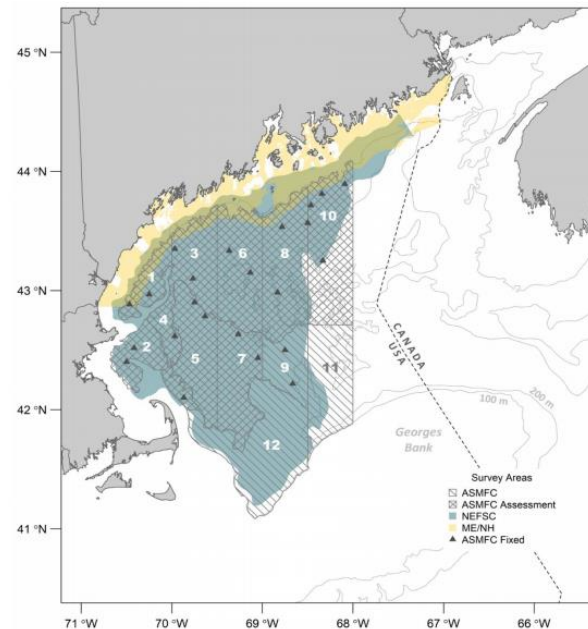 45 °N
44 °N
43 °N
42 °N
41 °N
10
3
6
8
1
4
2
5
7
9
11
12
CANADA
USA
100 m
200 m
Georges
Bank
Survey Areas
ASMFC
ASMFC Assessment
NEFSC
ME/NH
ASMFC Fixed
71 °W
70 °W
69 °W
68 °W
67 °W
66 °W